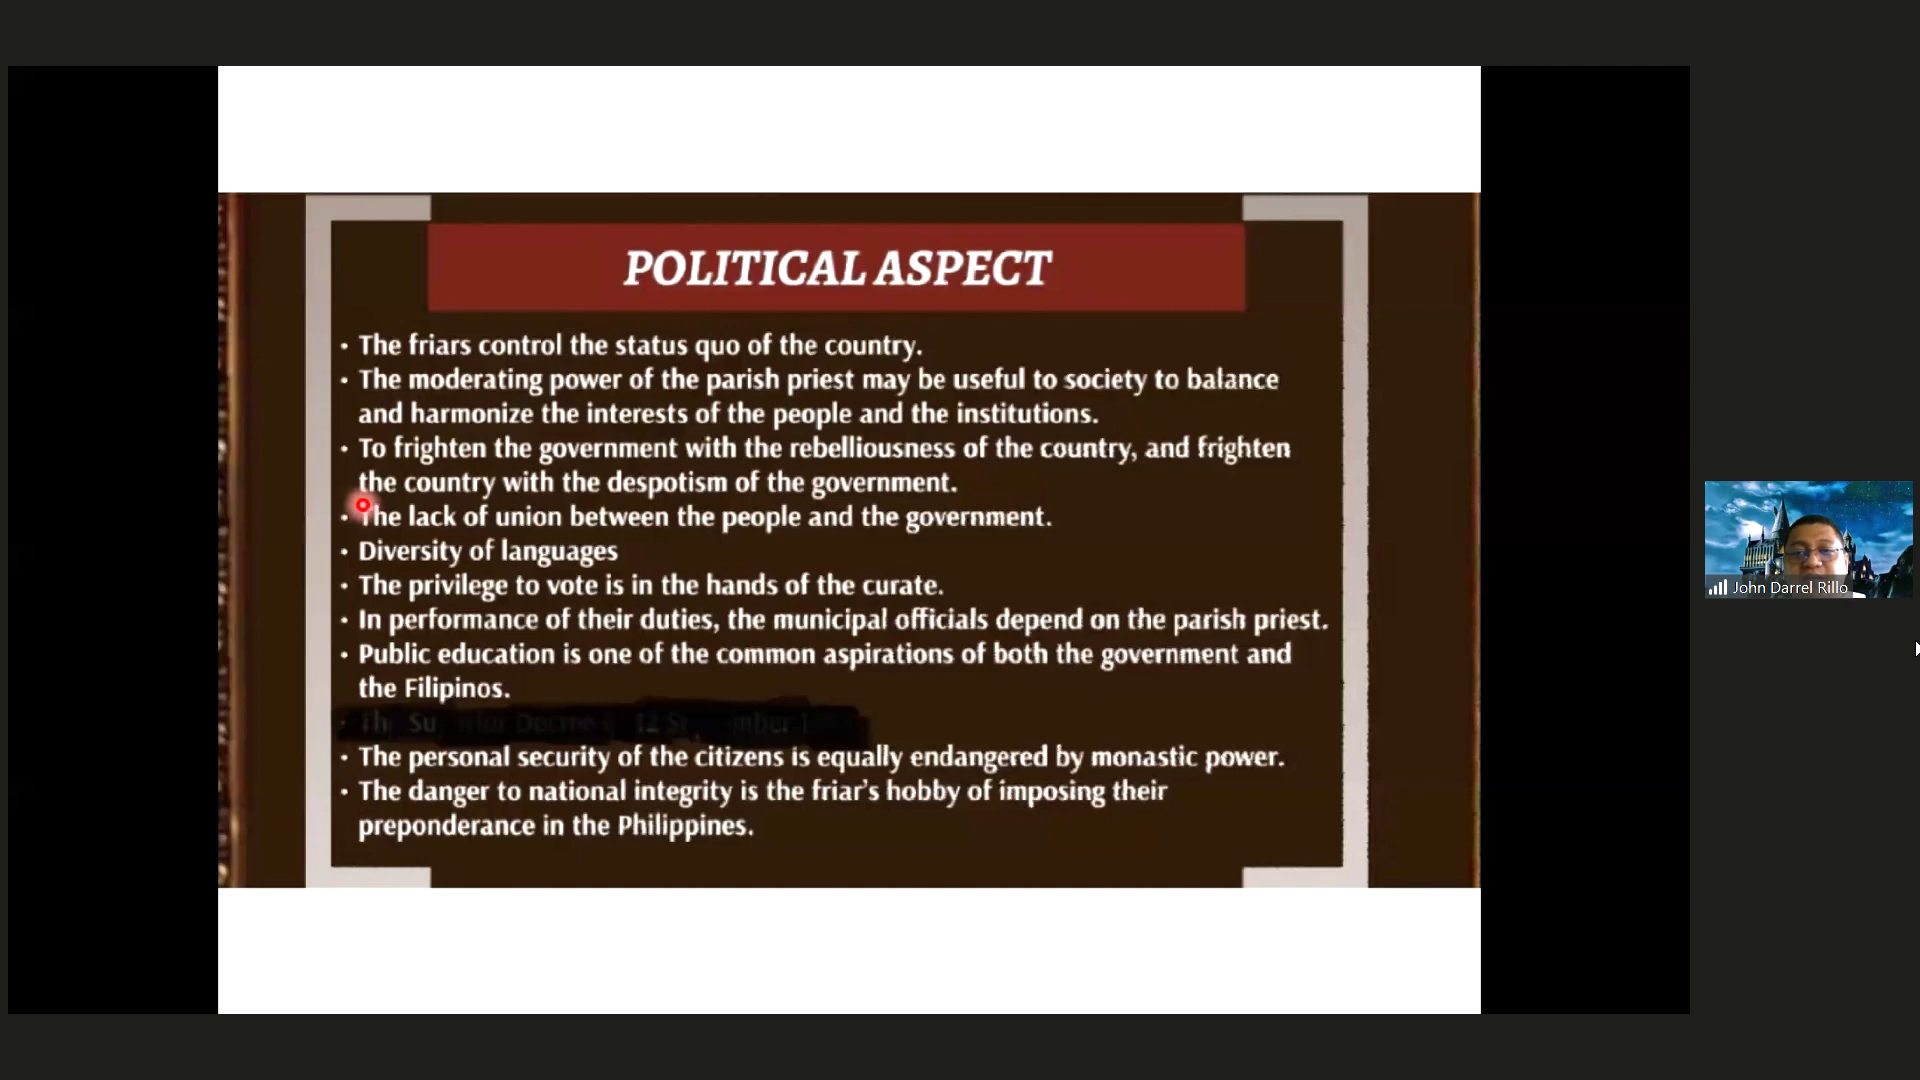 POLITICAL ASPECT
• The friars control the status quo of the country.
• The moderating power of the parish priest may be useful to society to balance
and harmonize the interests of the people and the institutions.
• To frighten the government with the rebelliousness of the country, and frighten
the country with the despotism of the government.
• The lack of union between the people and the government.
• Diversity of languages
• The privilege to vote is in the hands of the curate.
• In performance of their duties, the municipal officials depend on the parish priest.
• Public education is one of the common aspirations of both the government and
the Filipinos.
• 12
• The personal security of the citizens is equally endangered by monastic power.
• The danger to national integrity is the friar’s hobby of imposing their
preponderance in the Philippines.
John Darrel Rillo